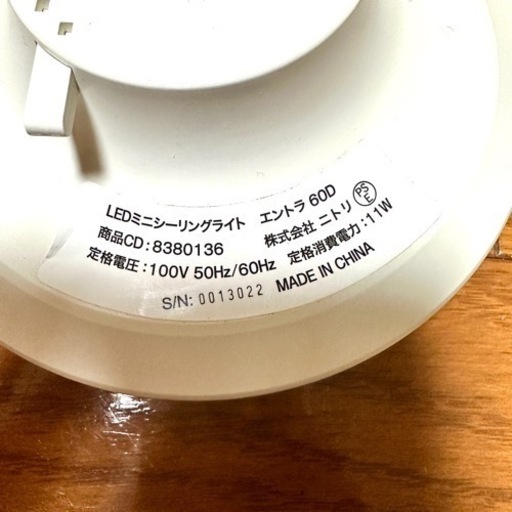 LEDミニシーリングライト エントラ 60D
商品CD:8380136 株式会社 ニトリ PSE
定格電圧:100V 50Hz/60Hz 定格消費電力:11W
S/N: 0013022 MADE IN CHINA